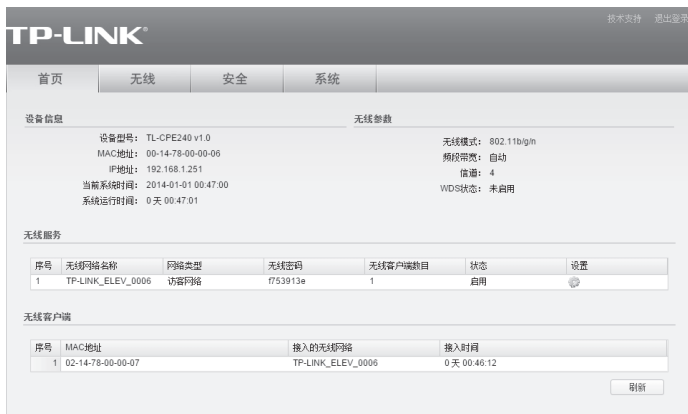 技术支持 退出登录
TP-LINK®
首页 无线 安全 系统
设备信息
设备型号: TL-CPE240 v1.0
MAC地址: 00-14-78-00-00-06
IP地址: 192.168.1.251
当前系统时间: 2014-01-01 00:47:00
系统运行时间: 0 天 00:47:01
无线参数
无线模式: 802.11b/g/n
频段带宽: 自动
信道: 4
WDS状态: 未启用
无线服务
序号 无线网络名称 网络类型 无线密码 无线客户端数目 状态 设置
1 TP-LINK_ELEV_0006 访客网络 f753913e 1 启用
无线客户端
序号 MAC地址 接入的无线网络 接入时间
1 02-14-78-00-00-07 TP-LINK_ELEV_0006 0 天 00:46:12
刷新